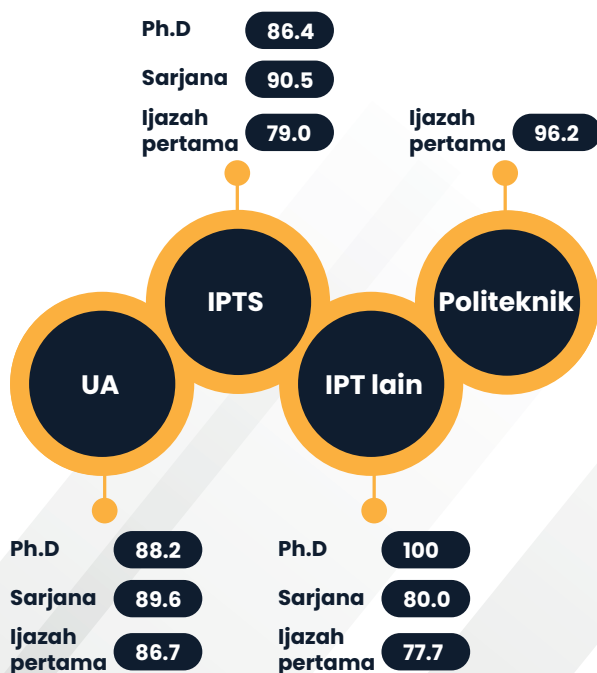 Ph.D 86.4
Sarjana 90.5
Ijazah
pertama 79.0
Ijazah
pertama 96.2
IPTS
Politeknik
UA
IPT lain
Ph.D 88.2
Sarjana 89.6
Ijazah
pertama 86.7
Ph.D 100
Sarjana 80.0
Ijazah
pertama 77.7